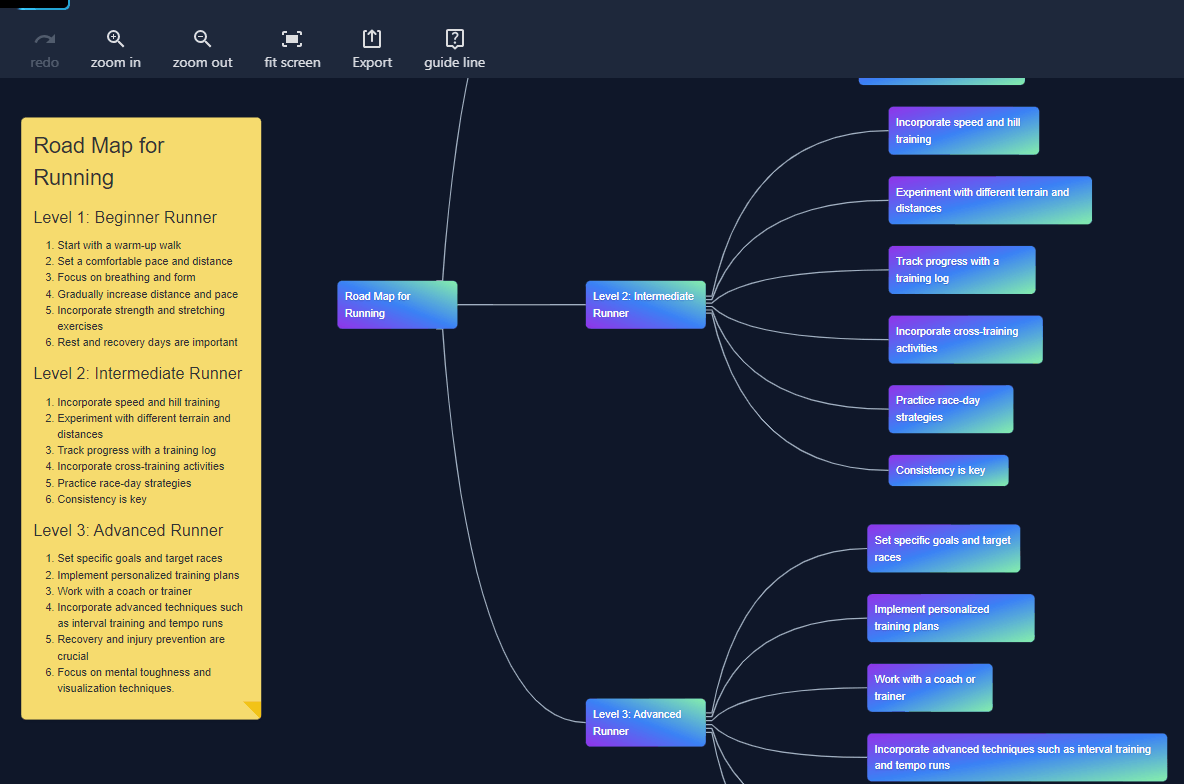 redo
zoom in
zoom out
fit screen
Export
guide line
Road Map for
Running
Level 1: Beginner Runner
1. Start with a warm-up walk
2. Set a comfortable pace and distance
3. Focus on breathing and form
4. Gradually increase distance and pace
5. Incorporate strength and stretching
exercises
6. Rest and recovery days are important
Level 2: Intermediate Runner
1. Incorporate speed and hill training
2. Experiment with different terrain and
distances
3. Track progress with a training log
4. Incorporate cross-training activities
5. Practice race-day strategies
6. Consistency is key
Level 3: Advanced Runner
1. Set specific goals and target races
2. Implement personalized training plans
3. Work with a coach or trainer
4. Incorporate advanced techniques such
as interval training and tempo runs
5. Recovery and injury prevention are
crucial
6. Focus on mental toughness and
visualization techniques.
Road Map for
Running
Level 2: Intermediate
Runner
Incorporate speed and hill
training
Experiment with different terrain and
distances
Track progress with a
training log
Incorporate cross-training
activities
Practice race-day
strategies
Consistency is key
Level 3: Advanced
Runner
Set specific goals and target
races
Implement personalized
training plans
Work with a coach or
trainer
Incorporate advanced techniques such as interval training
and tempo runs